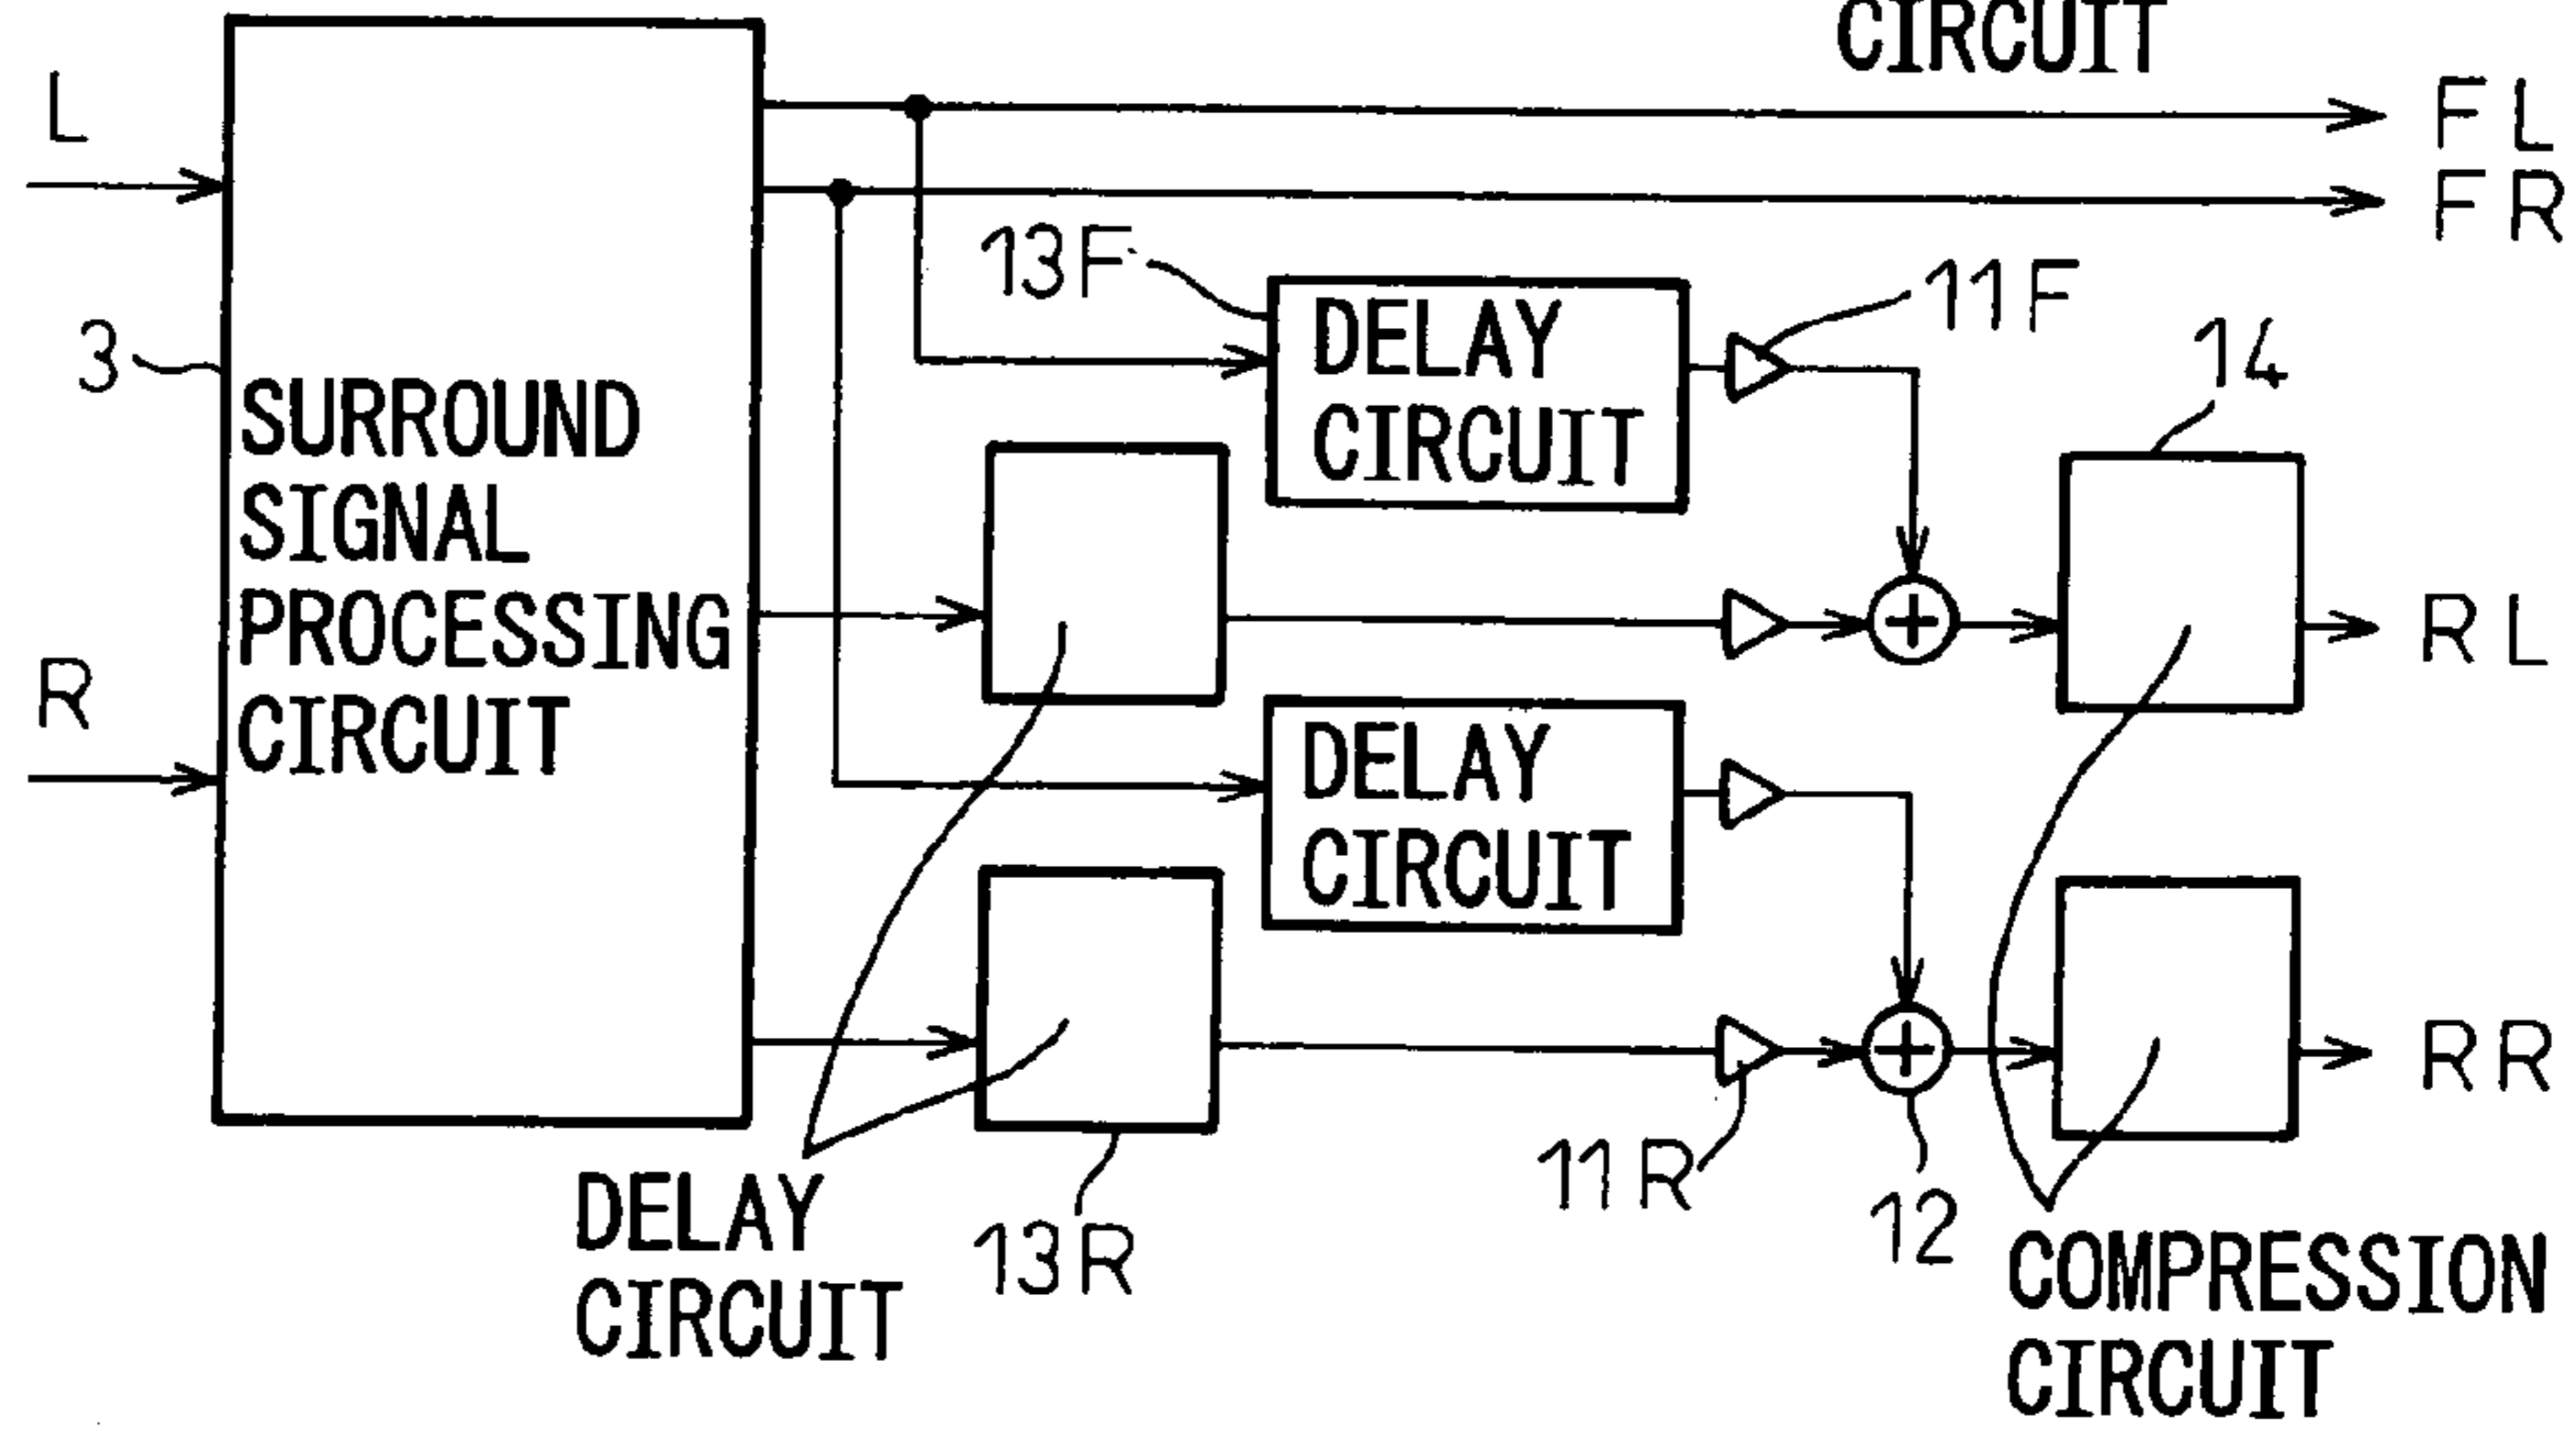 CIRCUIT
L
FL
FR
13F
11F
3
DELAY
CIRCUIT
14
SURROUND
SIGNAL
PROCESSING
CIRCUIT
R
RL
DELAY
CIRCUIT
RR
11R
12
DELAY
CIRCUIT
13R
COMPRESSION
CIRCUIT